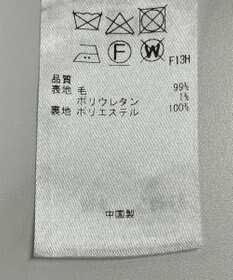 F W
F13H
品質
表地 毛 99%
ポリウレタン 1%
裏地 ポリエステル 100%
中国製